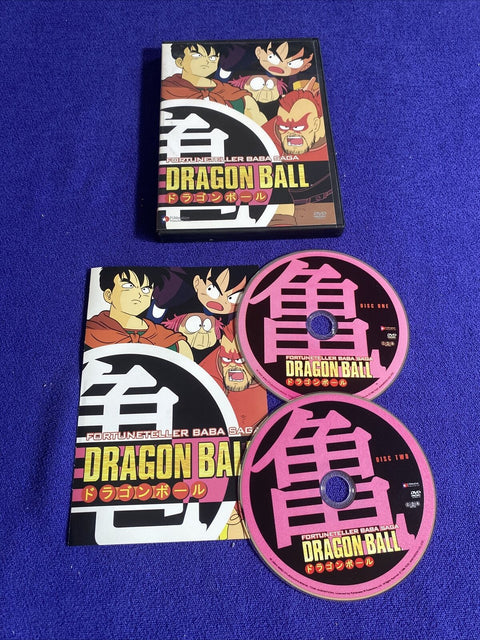 亀
FORTUNETELLER BABA SAGA
DRAGON BALL
ドラゴンボール
DVD
亀
FORTUNETELLER BABA SAGA
DRAGON BALL
ドラゴンボール
亀
DISC ONE
FORTUNETELLER BABA SAGA
DRAGON BALL
ドラゴンボール
亀
DISC TWO
FORTUNETELLER BABA SAGA
DRAGON BALL
ドラゴンボール